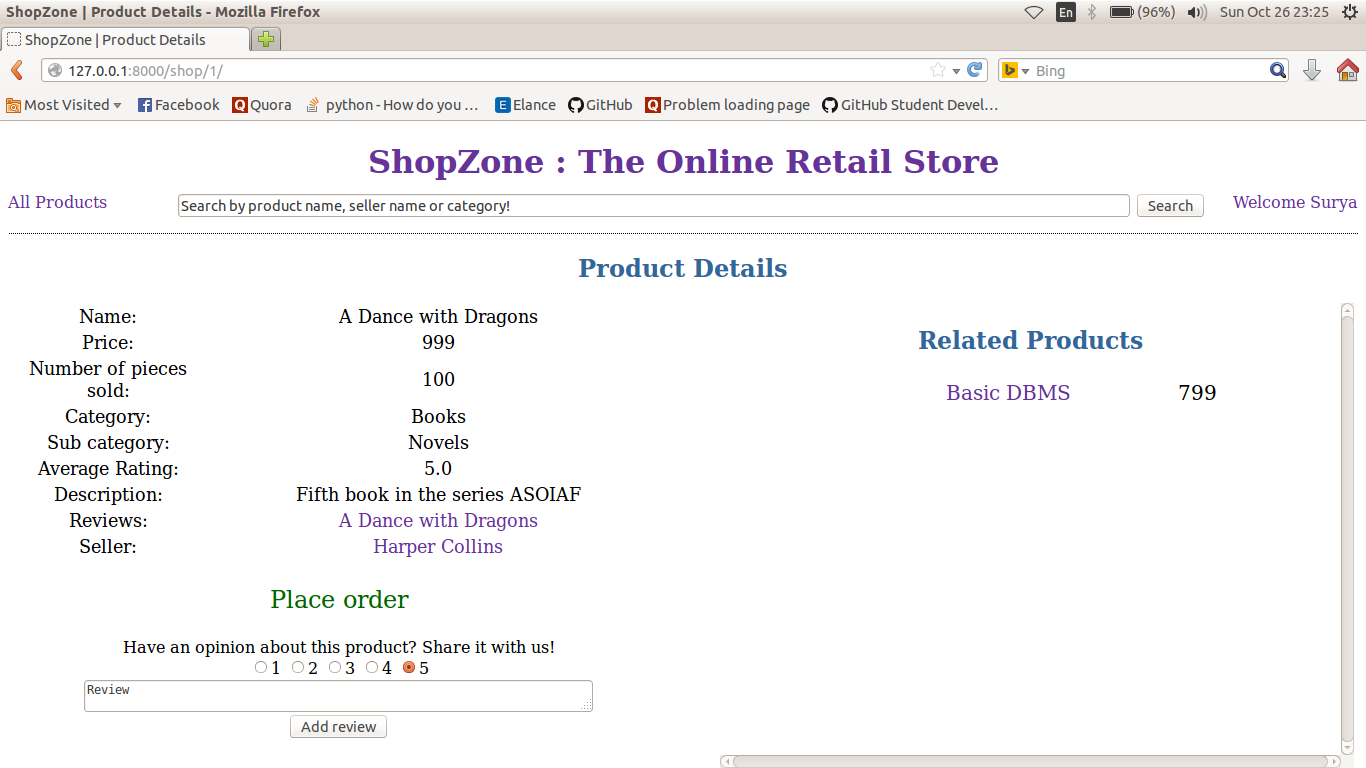 ShopZone | Product Details - Mozilla Firefox
En (96%) Sun Oct 26 23:25
ShopZone | Product Details
127.0.0.1:8000/shop/1/
Bing
Most Visited Facebook Quora python - How do you ... Elance GitHub Problem loading page GitHub Student Devel...
ShopZone : The Online Retail Store
All Products
Search by product name, seller name or category!
Search
Welcome Surya
Product Details
Name: A Dance with Dragons
Price: 999
Number of pieces
sold: 100
Category: Books
Sub category: Novels
Average Rating: 5.0
Description: Fifth book in the series ASOIAF
Reviews: A Dance with Dragons
Seller: Harper Collins
Place order
Have an opinion about this product? Share it with us!
1 2 3 4 5
Review
Add review
Related Products
Basic DBMS 799